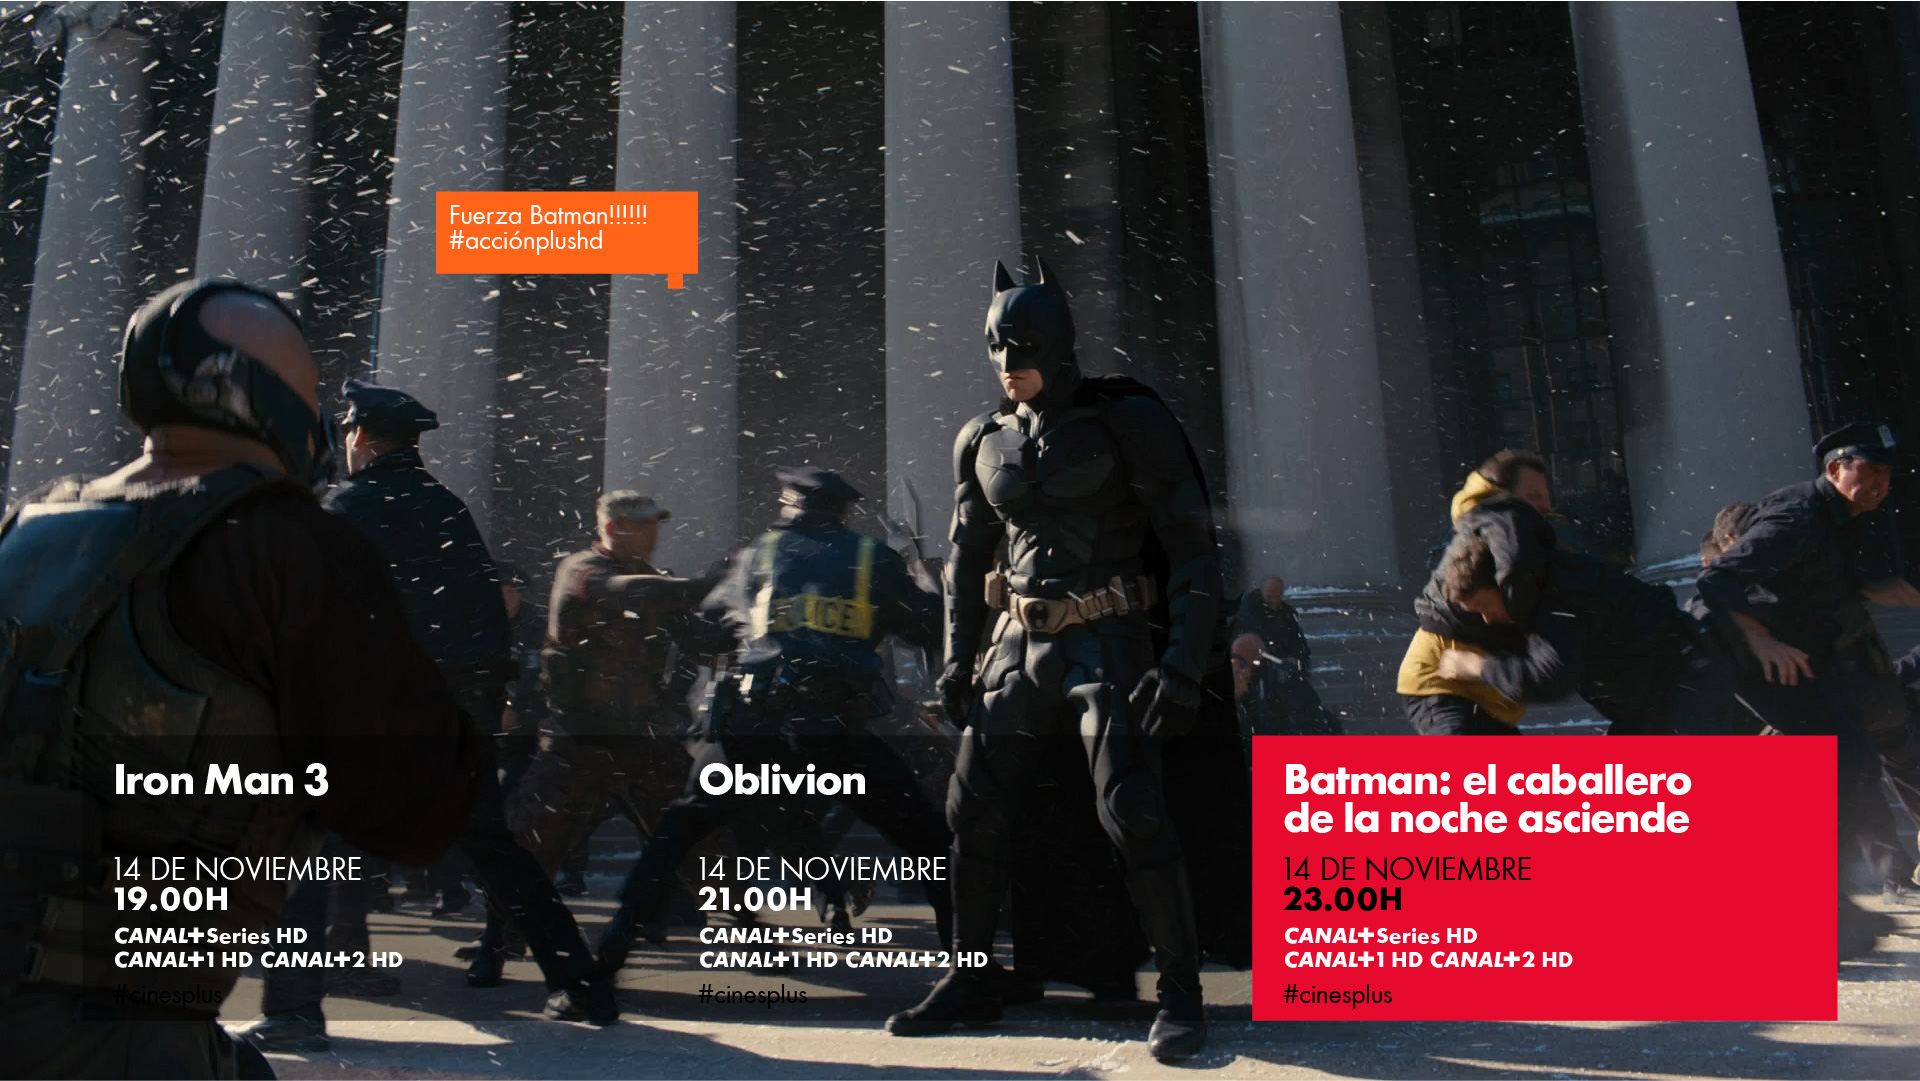 Fuerza Batman!!!!!!
#acciónplushd
POLICE
Iron Man 3
14 DE NOVIEMBRE
19.00H
CANAL+ Series HD
CANAL+ 1 HD CANAL+ 2 HD
#cinesplus
Oblivion
14 DE NOVIEMBRE
21.00H
CANAL+ Series HD
CANAL+ 1 HD CANAL+ 2 HD
#cinesplus
Batman: el caballero
de la noche asciende
14 DE NOVIEMBRE
23.00H
CANAL+ Series HD
CANAL+ 1 HD CANAL+ 2 HD
#cinesplus